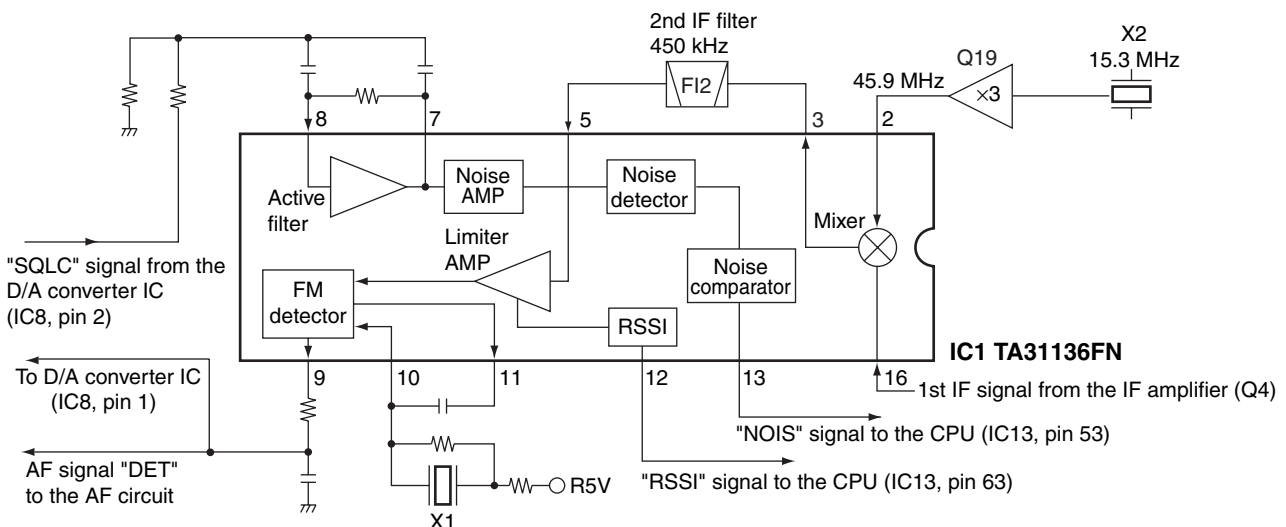 2nd IF filter
450 kHz
X2
15.3 MHz
Q19
45.9 MHz
FI2
×3
8
7
5
3
2
Active
filter
Noise
AMP
Noise
detector
Mixer
Limiter
AMP
"SQLC" signal from the
D/A converter IC
(IC8, pin 2)
FM
detector
Noise
comparator
RSSI
IC1 TA31136FN
9
10
11
12
13
16
To D/A converter IC
(IC8, pin 1)
1st IF signal from the IF amplifier (Q4)
"NOIS" signal to the CPU (IC13, pin 53)
AF signal "DET"
to the AF circuit
"RSSI" signal to the CPU (IC13, pin 63)
R5V
X1